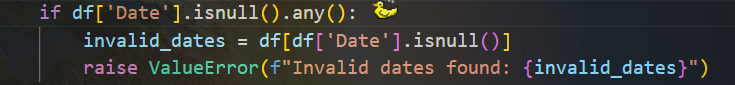 if df['Date'].isnull().any():
invalid_dates = df[df['Date'].isnull()]
raise ValueError(f"Invalid dates found: {invalid_dates}")